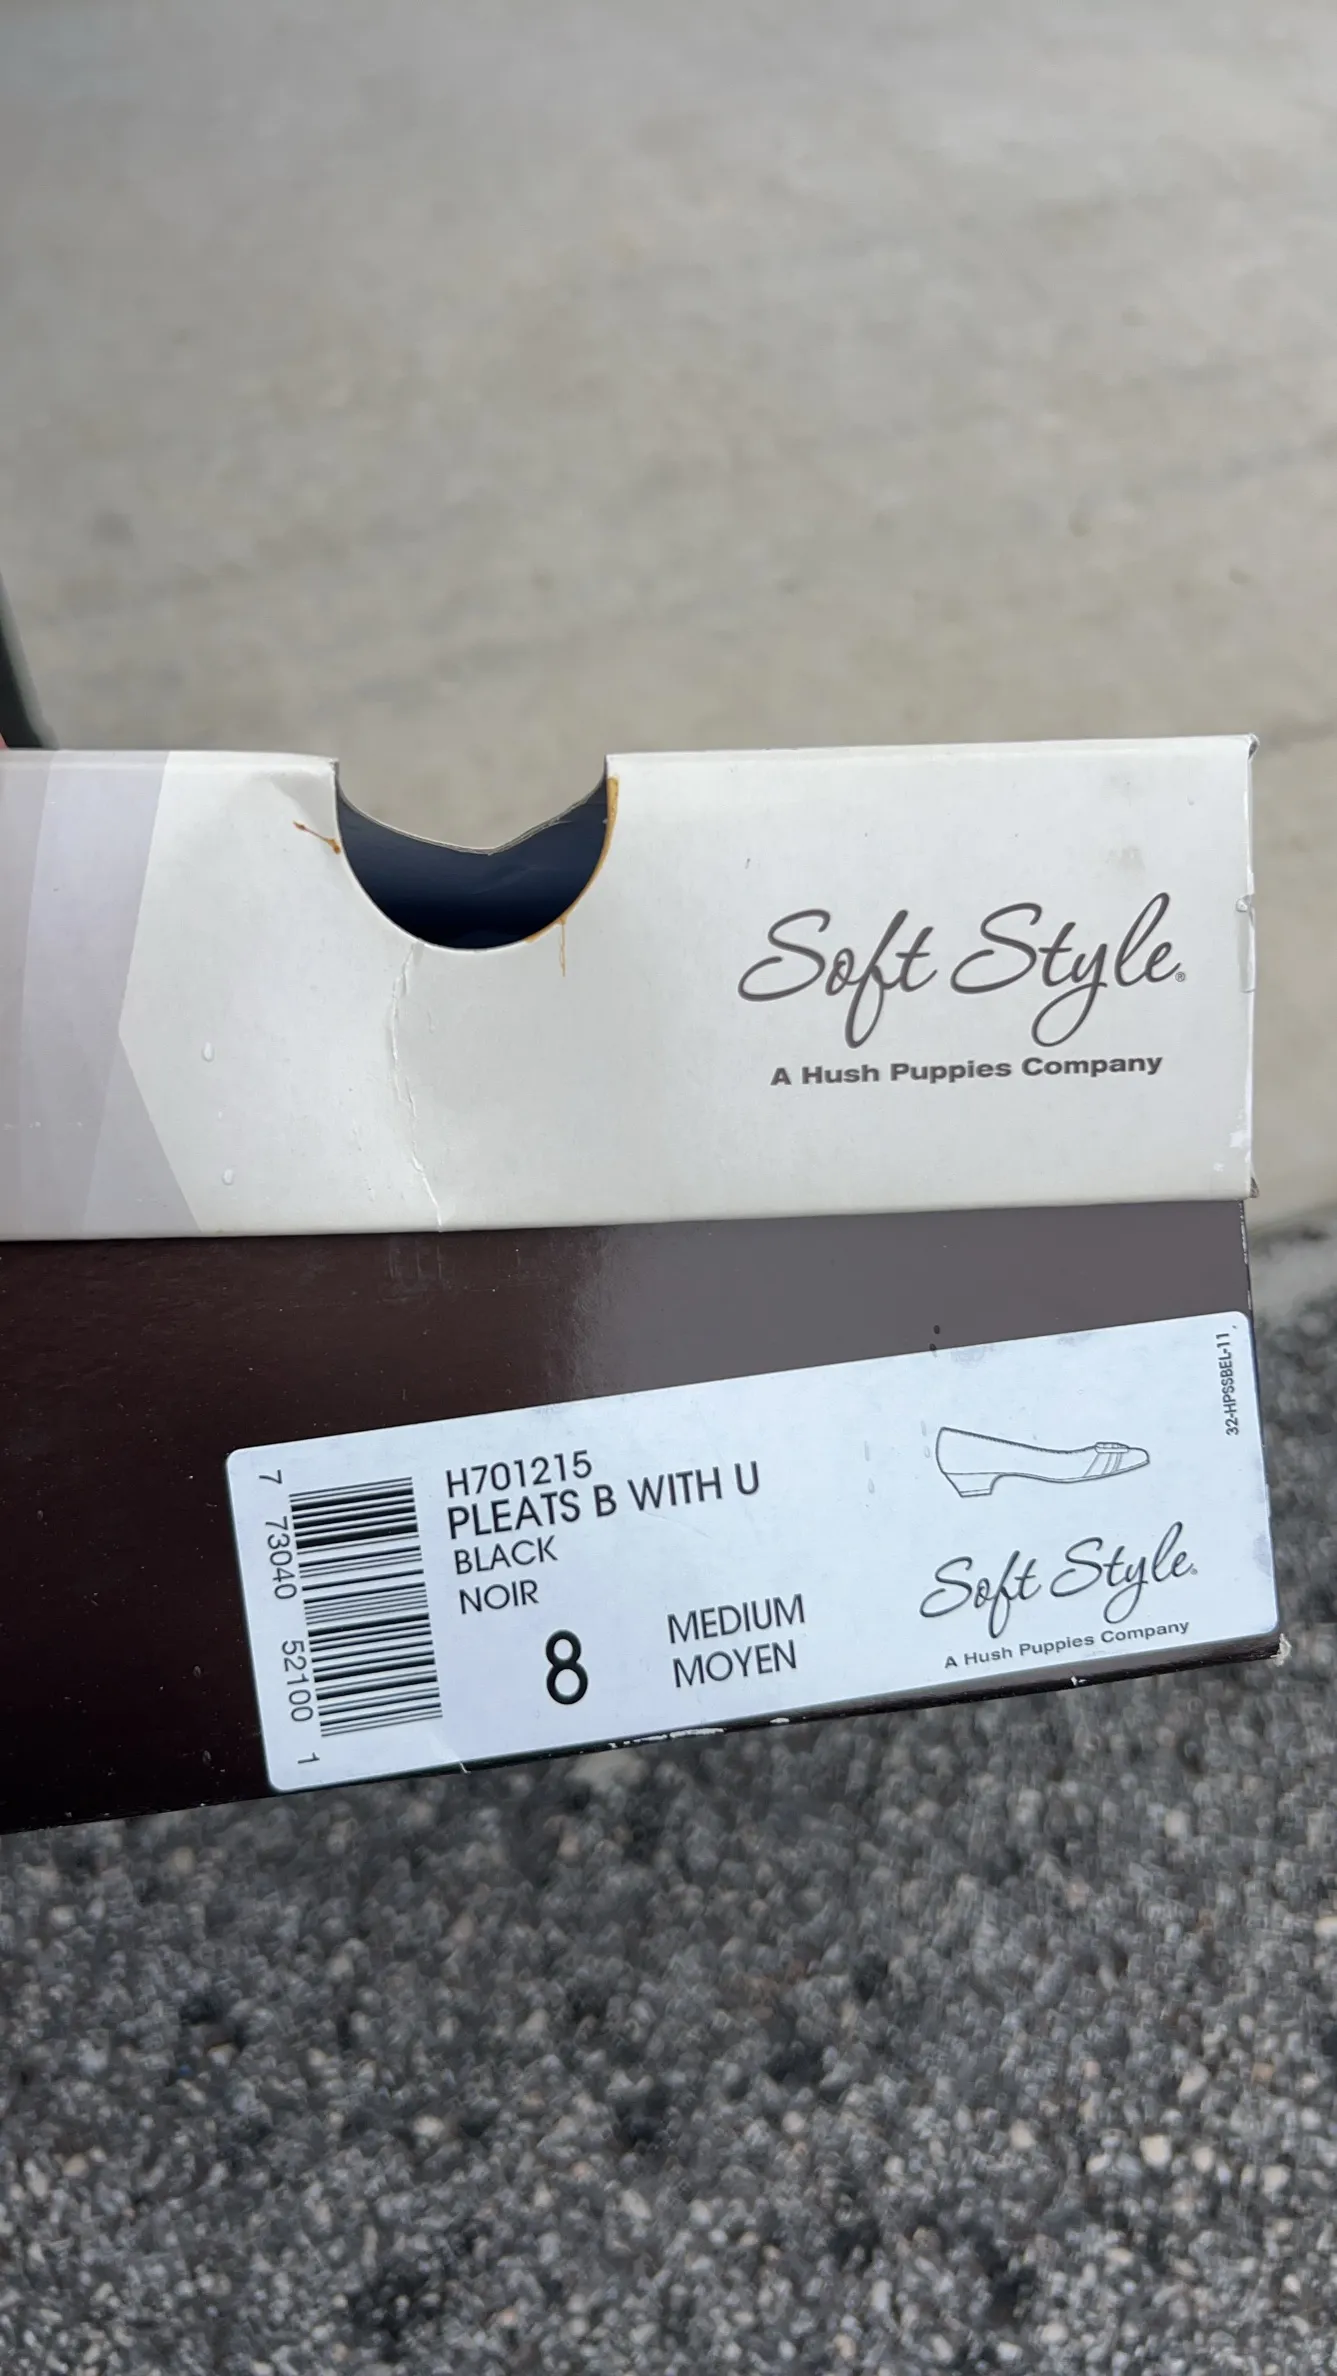 Soft Style®
A Hush Puppies Company
32-HPSSBEL-11
H701215
PLEATS B WITH U
BLACK
NOIR
8
MEDIUM
MOYEN
7 73040 52100 1
Soft Style®
A Hush Puppies Company